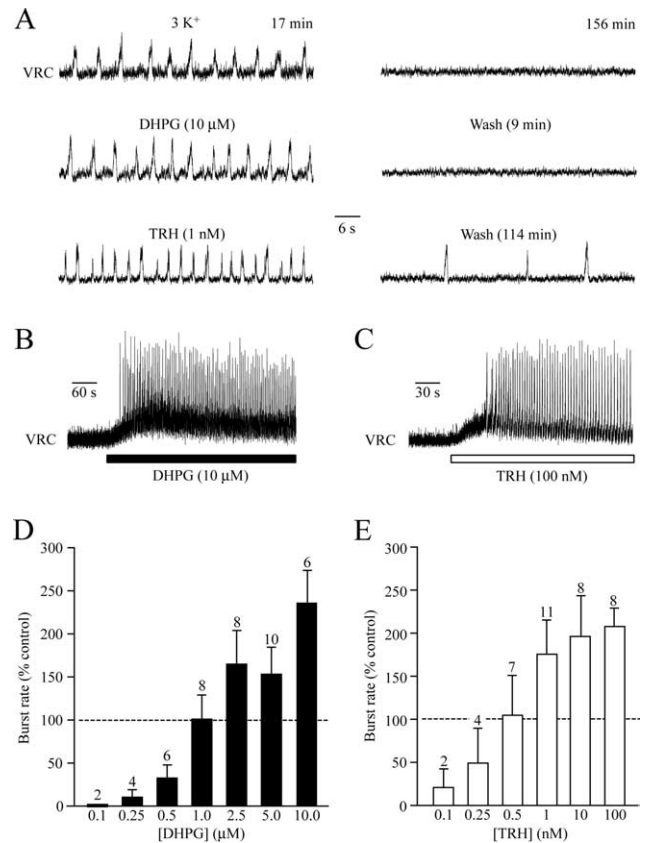 A
3 K⁺ 17 min 156 min
VRC
DHPG (10 µM) Wash (9 min)
TRH (1 nM) 6 s Wash (114 min)
B C
60 s 30 s
VRC VRC
DHPG (10 µM) TRH (100 nM)
D E
Burst rate (% control)
300
250
200
150
100
50
0
2 4 6 8 8 10 6
0.1 0.25 0.5 1.0 2.5 5.0 10.0
[DHPG] (µM)
Burst rate (% control)
300
250
200
150
100
50
0
2 4 7 11 8 8
0.1 0.25 0.5 1 10 100
[TRH] (nM)